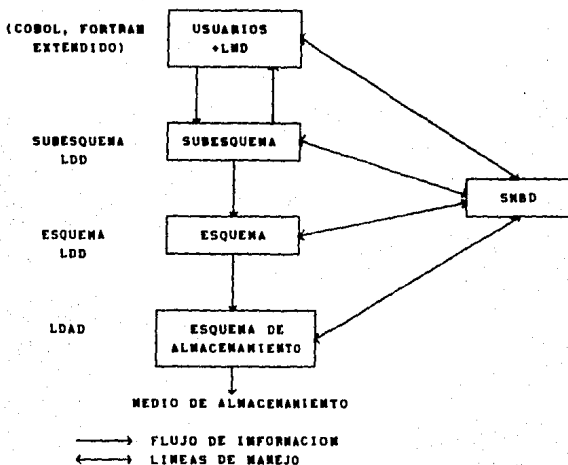 (COBOL, FORTRAN
EXTENDIDO)
USUARIOS
+LMD
SUBESQUEMA
LDD
SUBESQUEMA
SMBD
ESQUEMA
LDD
ESQUEMA
LDAD
ESQUEMA DE
ALMACENAMIENTO
MEDIO DE ALMACENAMIENTO
FLUJO DE INFORMACION
LINEAS DE MANEJO